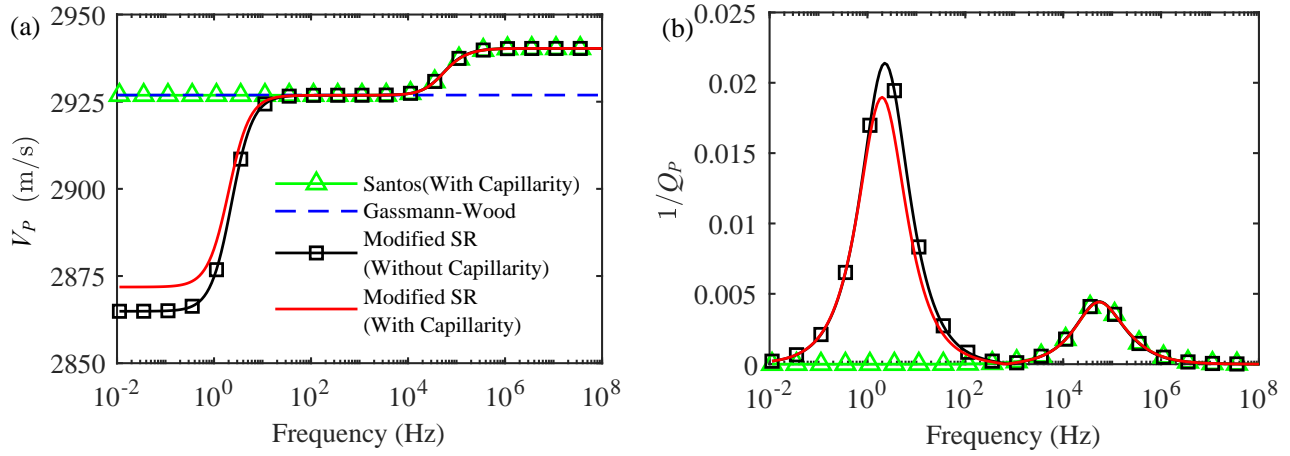 (a)
2950
2925
2900
2875
2850
V_P (m/s)
Santos(With Capillarity)
Gassmann-Wood
Modified SR
(Without Capillarity)
Modified SR
(With Capillarity)
10^-2 10^0 10^2 10^4 10^6 10^8
Frequency (Hz)
(b)
0.025
0.02
0.015
0.01
0.005
0
1/Q_P
10^-2 10^0 10^2 10^4 10^6 10^8
Frequency (Hz)